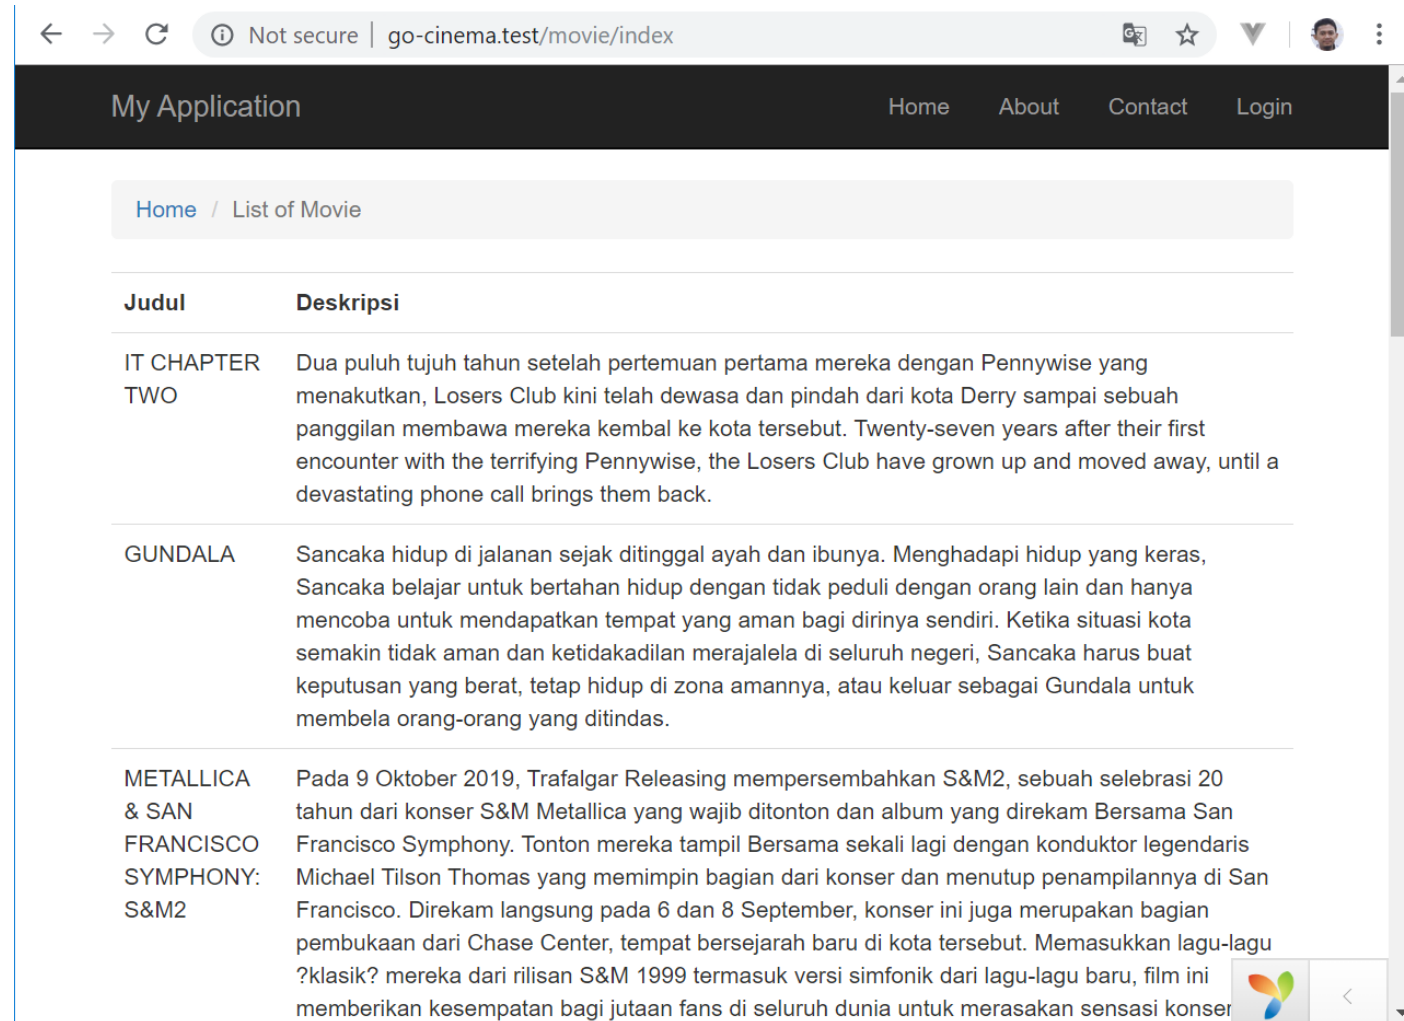 Not secure | go-cinema.test/movie/index
My Application
Home About Contact Login
Home / List of Movie
Judul Deskripsi
IT CHAPTER
TWO
Dua puluh tujuh tahun setelah pertemuan pertama mereka dengan Pennywise yang
menakutkan, Losers Club kini telah dewasa dan pindah dari kota Derry sampai sebuah
panggilan membawa mereka kembal ke kota tersebut. Twenty-seven years after their first
encounter with the terrifying Pennywise, the Losers Club have grown up and moved away, until a
devastating phone call brings them back.
GUNDALA
Sancaka hidup di jalanan sejak ditinggal ayah dan ibunya. Menghadapi hidup yang keras,
Sancaka belajar untuk bertahan hidup dengan tidak peduli dengan orang lain dan hanya
mencoba untuk mendapatkan tempat yang aman bagi dirinya sendiri. Ketika situasi kota
semakin tidak aman dan ketidakadilan merajalela di seluruh negeri, Sancaka harus buat
keputusan yang berat, tetap hidup di zona amannya, atau keluar sebagai Gundala untuk
membela orang-orang yang ditindas.
METALLICA
& SAN
FRANCISCO
SYMPHONY:
S&M2
Pada 9 Oktober 2019, Trafalgar Releasing mempersembahkan S&M2, sebuah selebrasi 20
tahun dari konser S&M Metallica yang wajib ditonton dan album yang direkam Bersama San
Francisco Symphony. Tonton mereka tampil Bersama sekali lagi dengan konduktor legendaris
Michael Tilson Thomas yang memimpin bagian dari konser dan menutup penampilannya di San
Francisco. Direkam langsung pada 6 dan 8 September, konser ini juga merupakan bagian
pembukaan dari Chase Center, tempat bersejarah baru di kota tersebut. Memasukkan lagu-lagu
?klasik? mereka dari rilisan S&M 1999 termasuk versi simfonik dari lagu-lagu baru, film ini
memberikan kesempatan bagi jutaan fans di seluruh dunia untuk merasakan sensasi konser